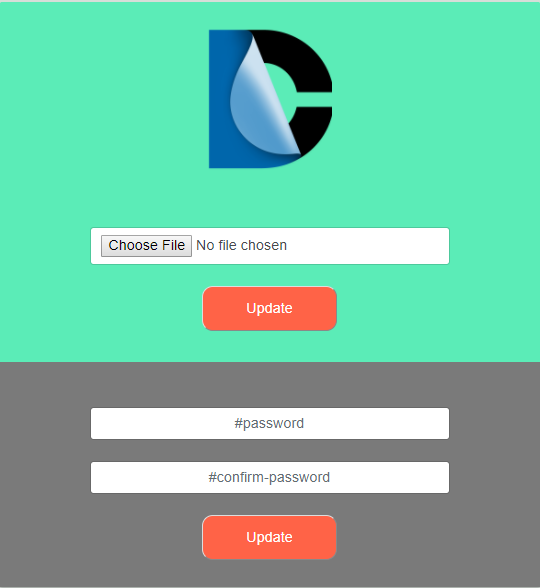 Choose File No file chosen
Update
#password
#confirm-password
Update